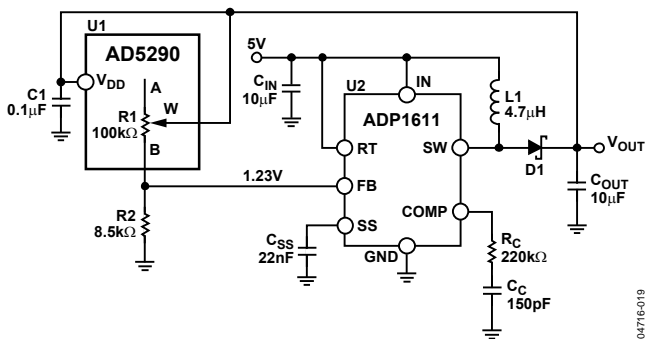 U1
AD5290
VDD
A
W
B
R1
100kΩ
C1
0.1µF
R2
8.5kΩ
1.23V
5V
CIN
10µF
U2
IN
ADP1611
RT
FB
SS
GND
SW
COMP
CSS
22nF
L1
4.7µH
D1
VOUT
COUT
10µF
RC
220kΩ
CC
150pF
04716-019